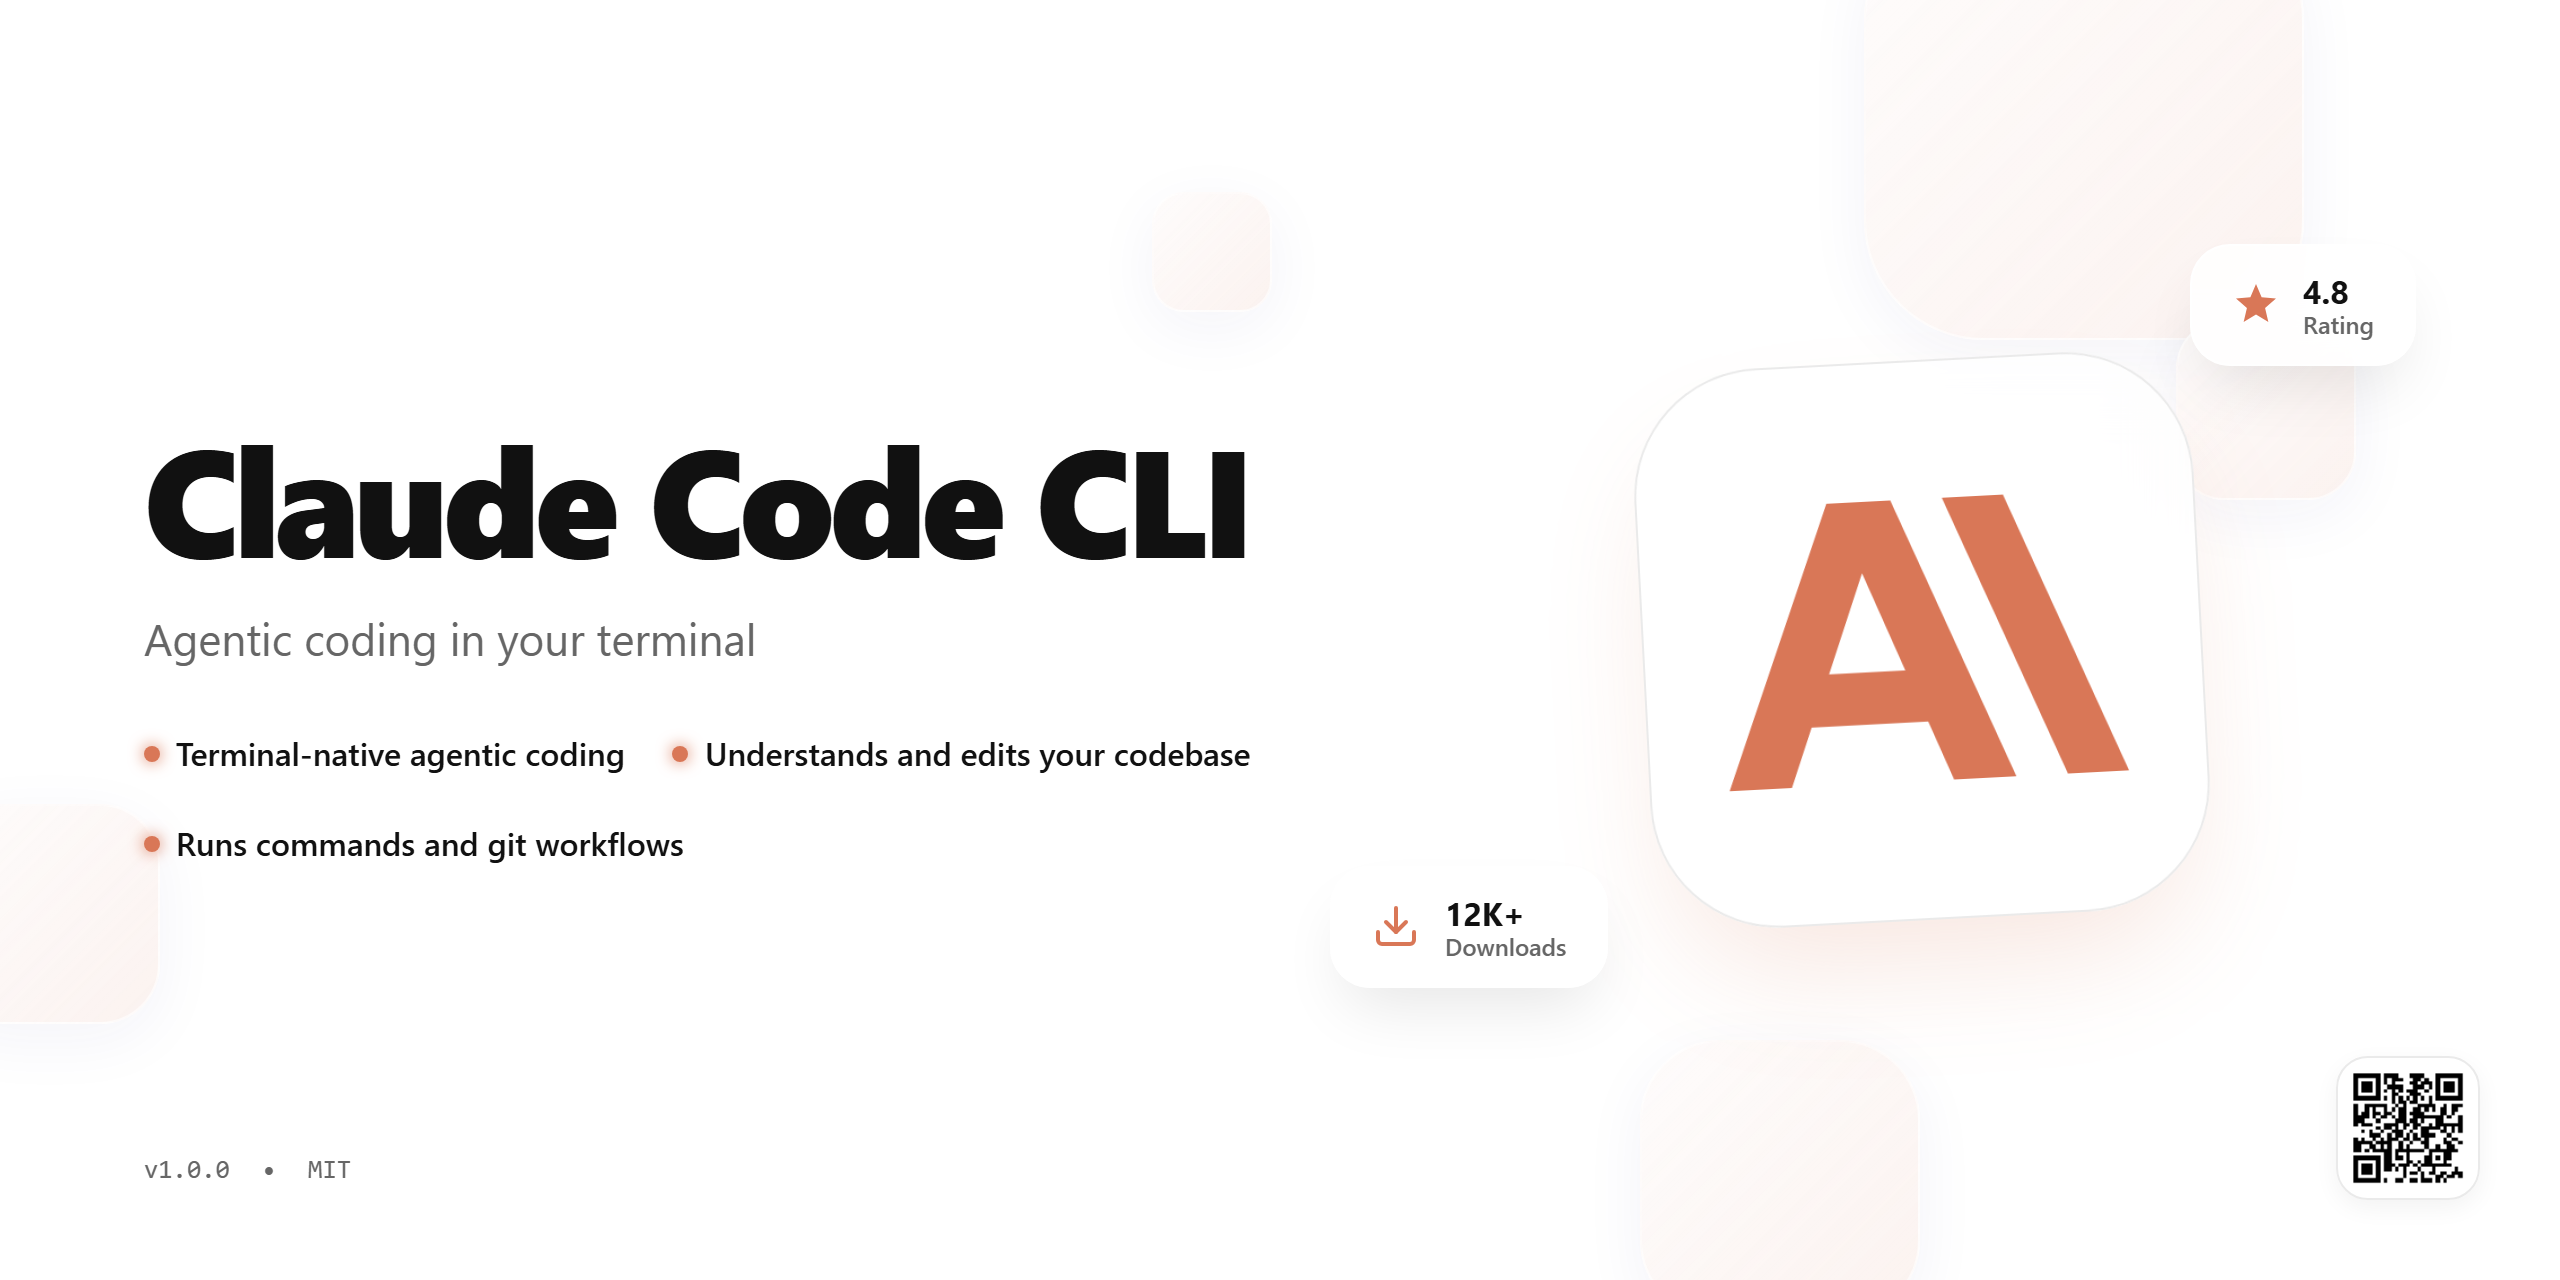 Claude Code CLI
Agentic coding in your terminal
Terminal-native agentic coding
Understands and edits your codebase
Runs commands and git workflows
v1.0.0 • MIT
4.8
Rating
A\
12K+
Downloads